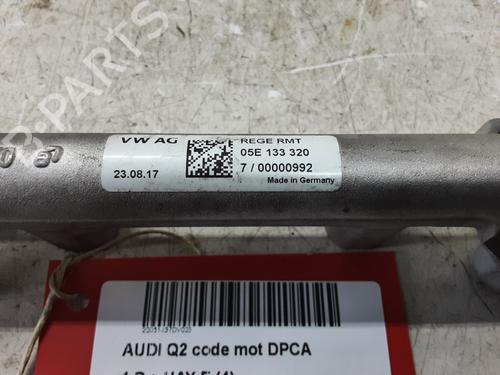 VW AG
REGE RMT
05E 133 320
23.08.17
7 / 00000992
Made in Germany
AUDI Q2 code mot DPCA